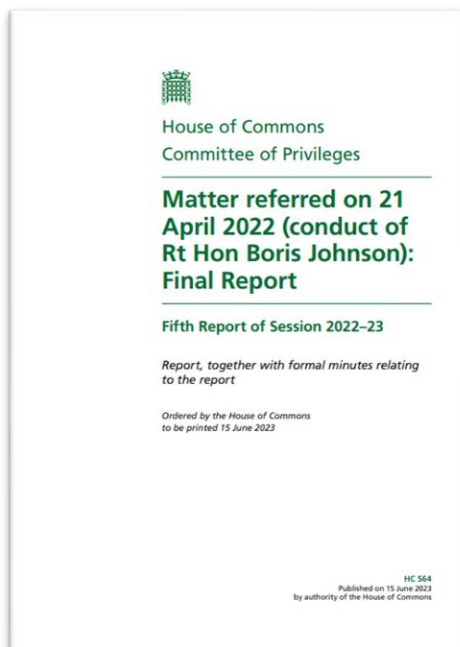 House of Commons
Committee of Privileges
Matter referred on 21
April 2022 (conduct of
Rt Hon Boris Johnson):
Final Report
Fifth Report of Session 2022–23
Report, together with formal minutes relating
to the report
Ordered by the House of Commons
to be printed 15 June 2023
HC 564
Published on 15 June 2023
by authority of the House of Commons